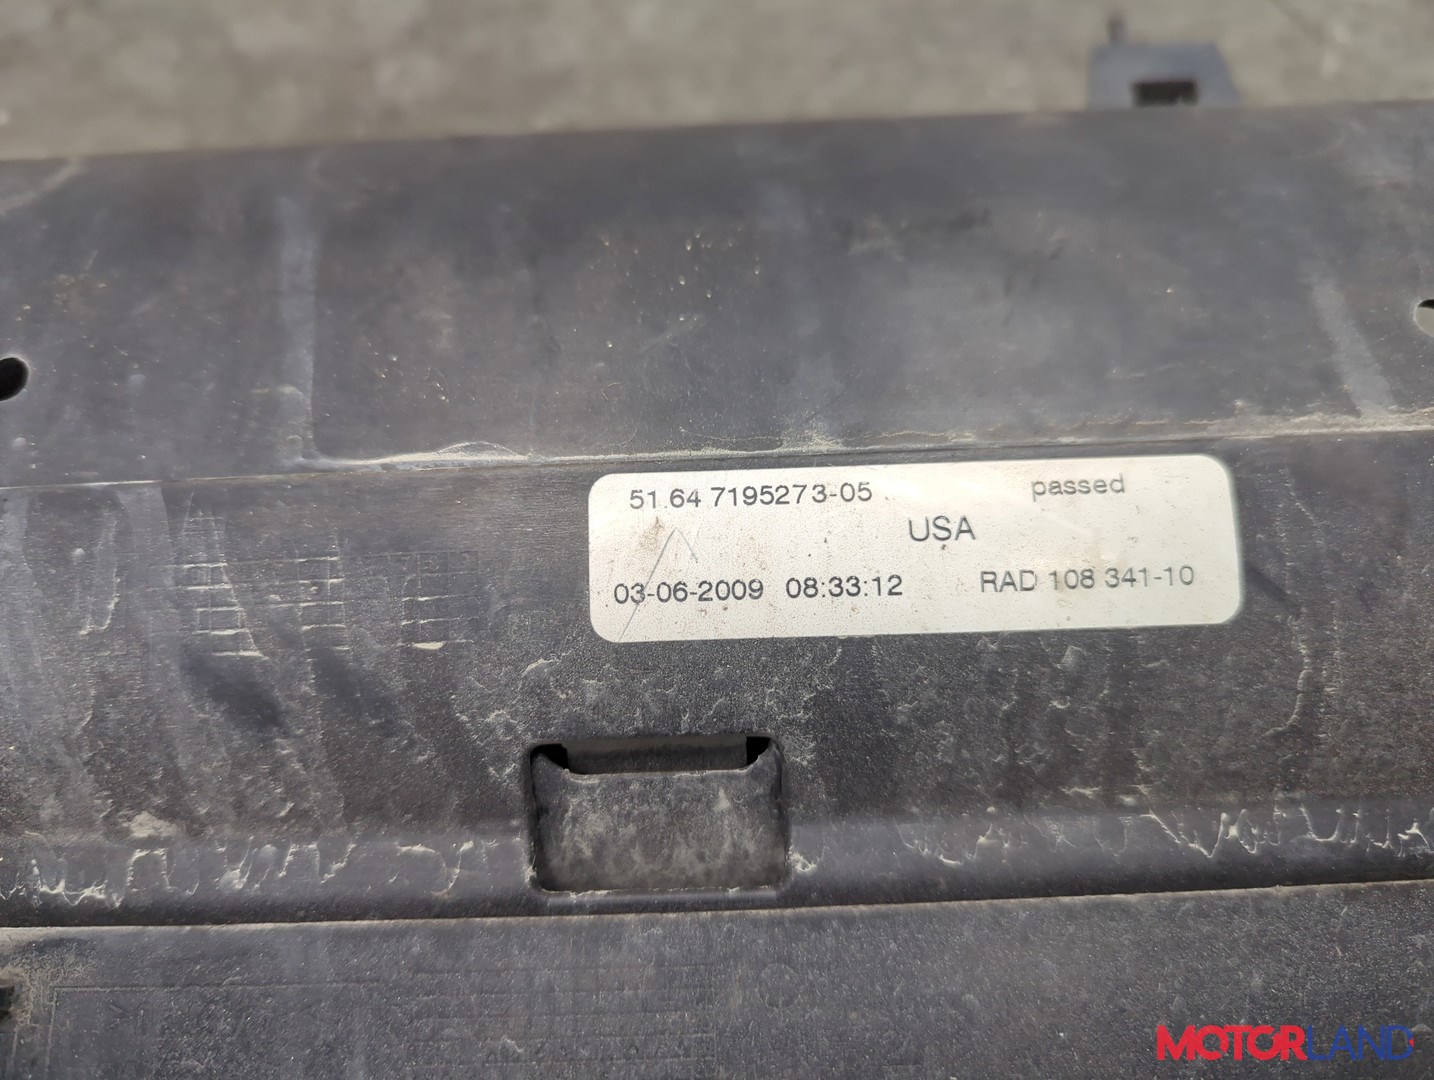 51.64 7195273-05 passed
USA
03-06-2009 08:33:12 RAD 108 341-10
MOTORLAND